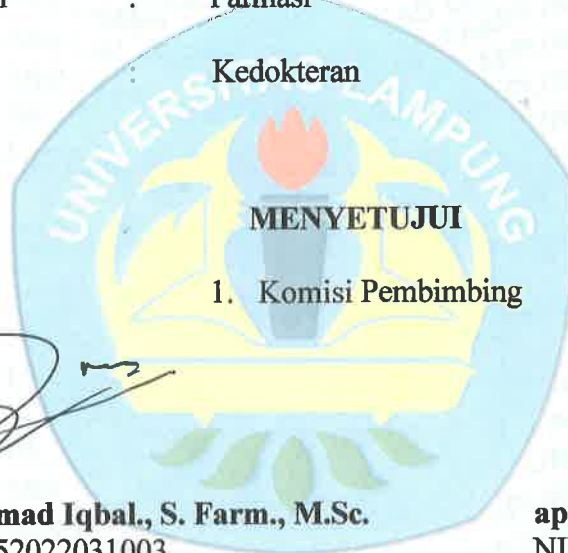 : Farmasi
: Kedokteran
UNIVERSITAS LAMPUNG
MENYETUJUI
1. Komisi Pembimbing
mad Iqbal., S. Farm., M.Sc.
52022031003
ap
NI